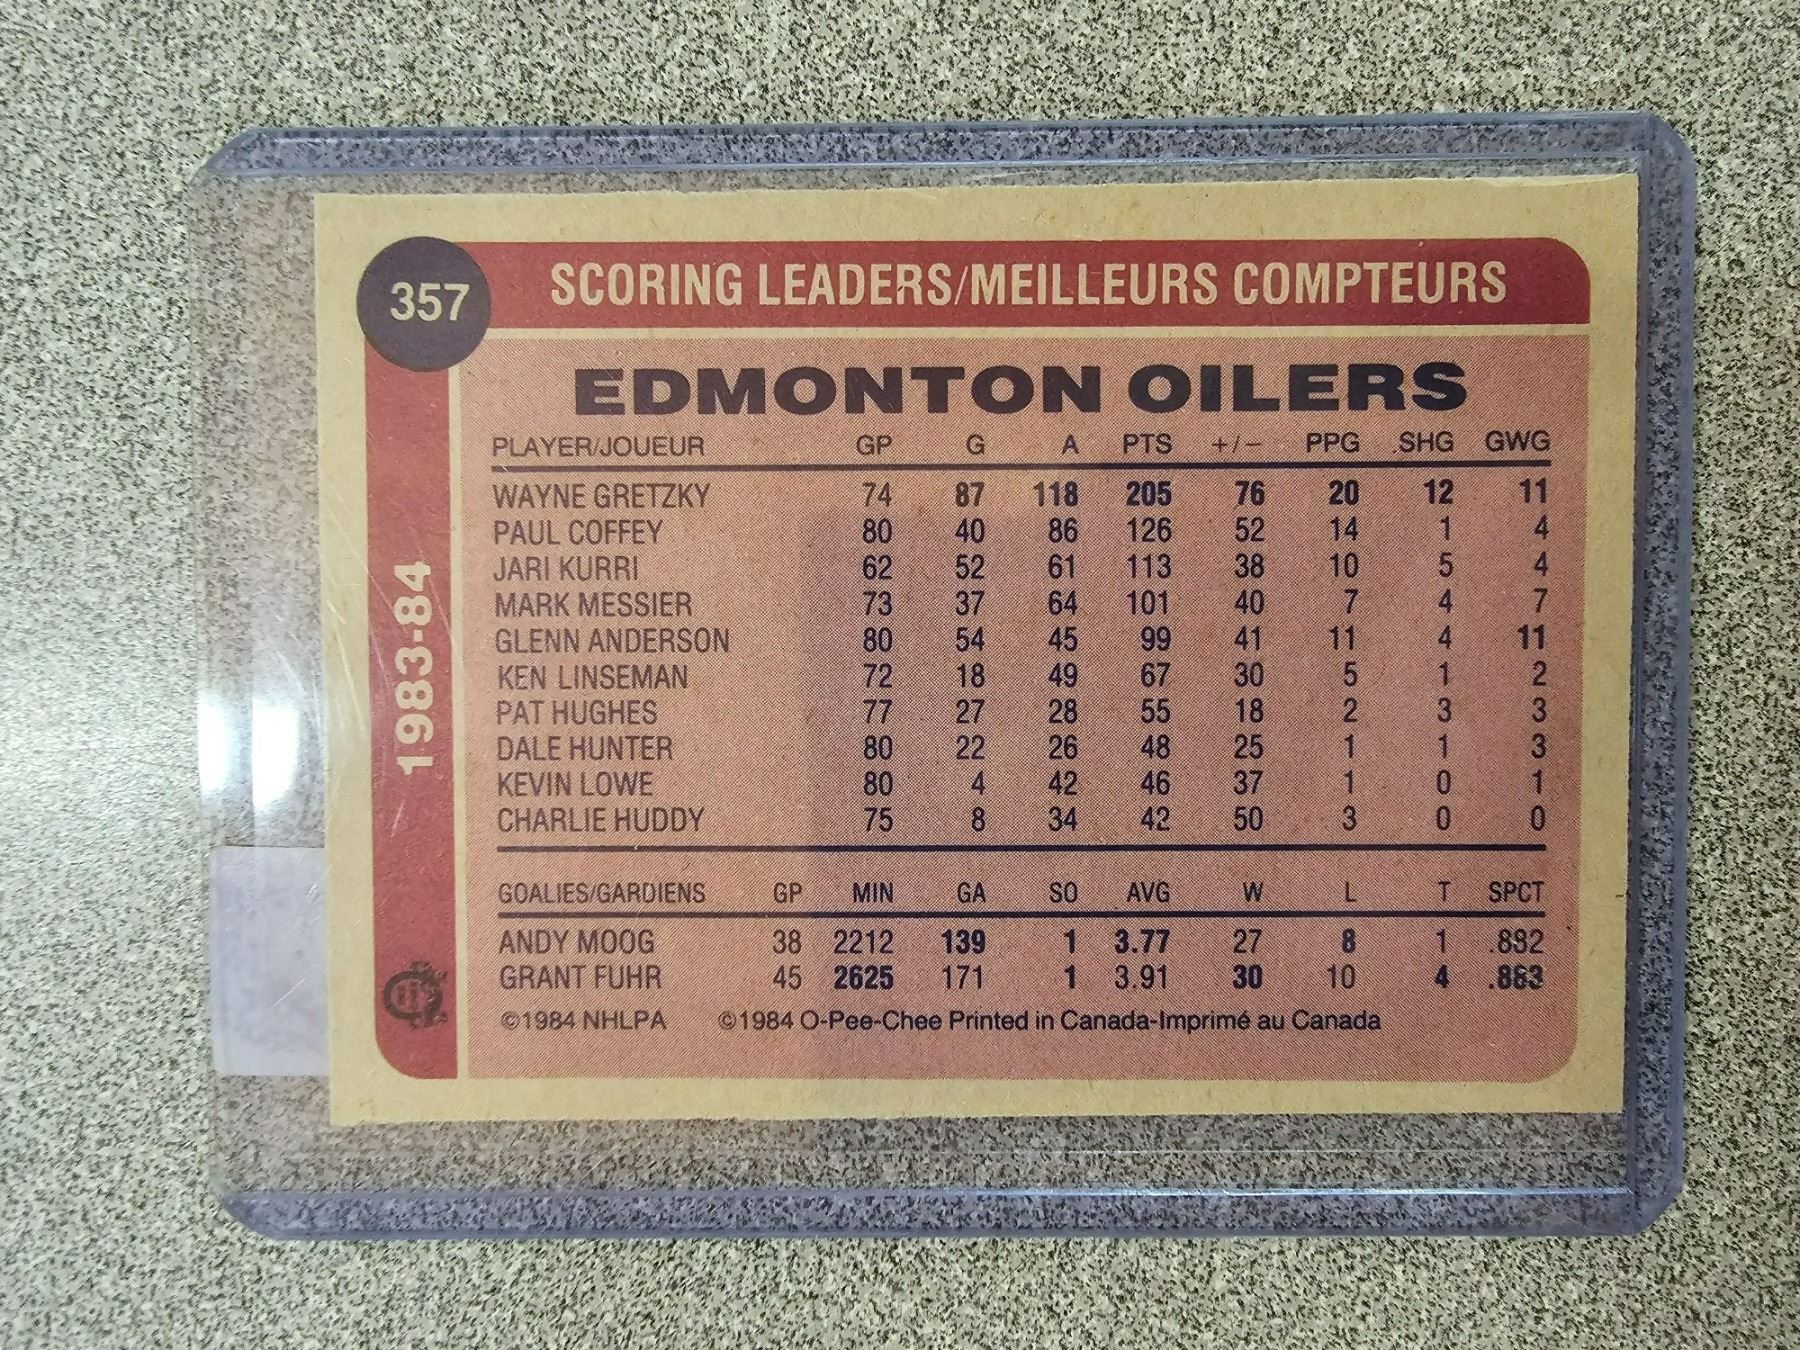 357
SCORING LEADERS/MEILLEURS COMPTEURS
1983-84
EDMONTON OILERS
PLAYER/JOUEUR GP G A PTS +/- PPG SHG GWG
WAYNE GRETZKY 74 87 118 205 76 20 12 11
PAUL COFFEY 80 40 86 126 52 14 1 4
JARI KURRI 62 52 61 113 38 10 5 4
MARK MESSIER 73 37 64 101 40 7 4 7
GLENN ANDERSON 80 54 45 99 41 11 4 11
KEN LINSEMAN 72 18 49 67 30 5 1 2
PAT HUGHES 77 27 28 55 18 2 3 3
DALE HUNTER 80 22 26 48 25 1 1 3
KEVIN LOWE 80 4 42 46 37 1 0 1
CHARLIE HUDDY 75 8 34 42 50 3 0 0
GOALIES/GARDIENS GP MIN GA SO AVG W L T SPCT
ANDY MOOG 38 2212 139 1 3.77 27 8 1 .882
GRANT FUHR 45 2625 171 1 3.91 30 10 4 .883
©1984 NHLPA ©1984 O-Pee-Chee Printed in Canada-Imprimé au Canada